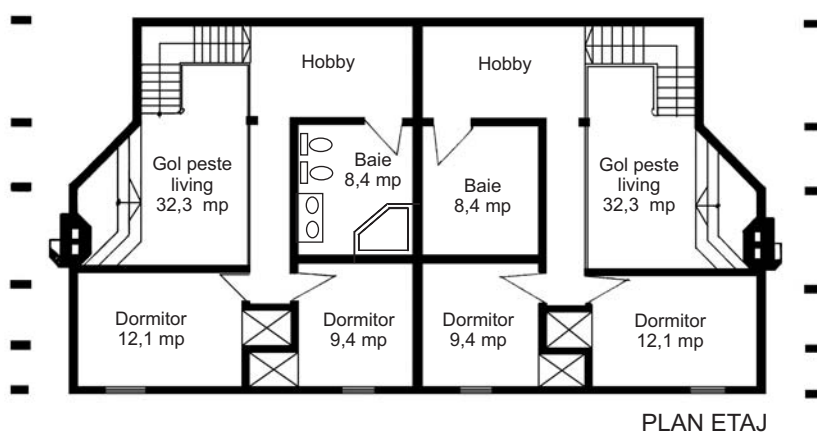 Hobby
Hobby
Gol peste
living
32,3 mp
Baie
8,4 mp
Baie
8,4 mp
Gol peste
living
32,3 mp
Dormitor
12,1 mp
Dormitor
9,4 mp
Dormitor
9,4 mp
Dormitor
12,1 mp
PLAN ETAJ